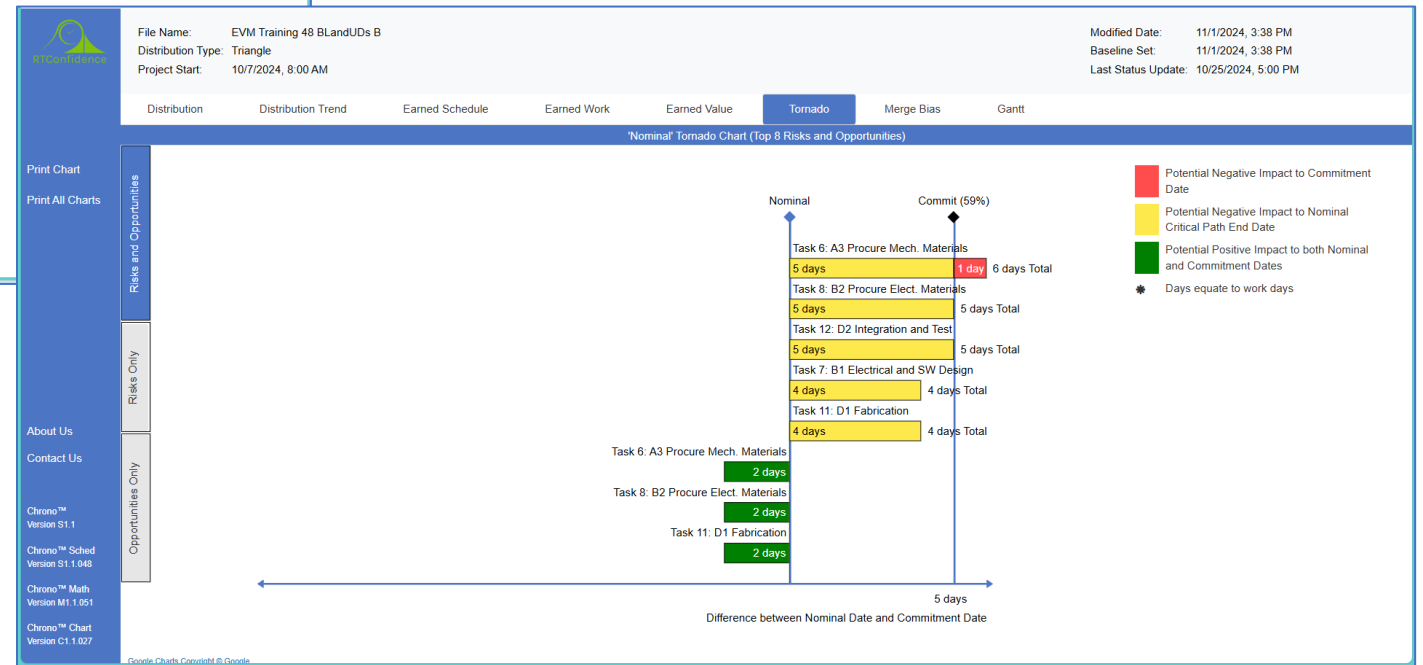 RTConfidence
File Name: EVM Training 48 BLandUDs B
Distribution Type: Triangle
Project Start: 10/7/2024, 8:00 AM
Modified Date: 11/1/2024, 3:38 PM
Baseline Set: 11/1/2024, 3:38 PM
Last Status Update: 10/25/2024, 5:00 PM
Distribution Distribution Trend Earned Schedule Earned Work Earned Value Tornado Merge Bias Gantt
'Nominal' Tornado Chart (Top 8 Risks and Opportunities)
Print Chart
Print All Charts
About Us
Contact Us
Chrono™
Version S1.1
Chrono™ Sched
Version S1.1.048
Chrono™ Math
Version M1.1.051
Chrono™ Chart
Version C1.1.027
Risks and Opportunities
Risks Only
Opportunities Only
Nominal Commit (59%)
Task 6: A3 Procure Mech. Materials
5 days 1 day 6 days Total
Task 8: B2 Procure Elect. Materials
5 days 5 days Total
Task 12: D2 Integration and Test
5 days 5 days Total
Task 7: B1 Electrical and SW Design
4 days 4 days Total
Task 11: D1 Fabrication
4 days 4 days Total
Task 6: A3 Procure Mech. Materials
2 days
Task 8: B2 Procure Elect. Materials
2 days
Task 11: D1 Fabrication
2 days
5 days
Difference between Nominal Date and Commitment Date
Potential Negative Impact to Commitment
Date
Potential Negative Impact to Nominal
Critical Path End Date
Potential Positive Impact to both Nominal
and Commitment Dates
Days equate to work days
Google Charts Copyright © Google